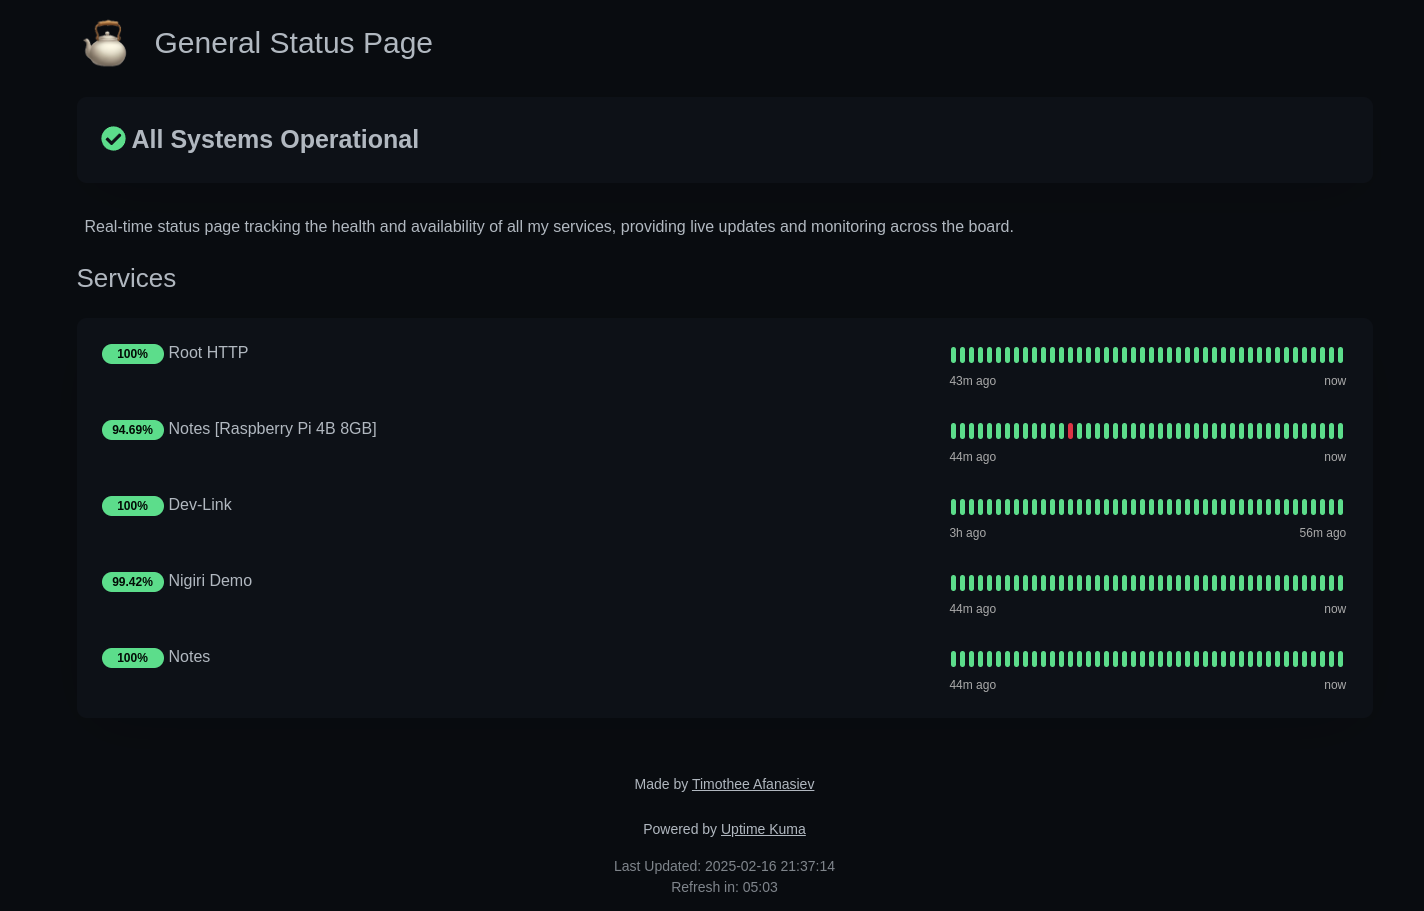 General Status Page
All Systems Operational
Real-time status page tracking the health and availability of all my services, providing live updates and monitoring across the board.
Services
100% Root HTTP
43m ago now
94.69% Notes [Raspberry Pi 4B 8GB]
44m ago now
100% Dev-Link
3h ago 56m ago
99.42% Nigiri Demo
44m ago now
100% Notes
44m ago now
Made by Timothee Afanasiev
Powered by Uptime Kuma
Last Updated: 2025-02-16 21:37:14
Refresh in: 05:03